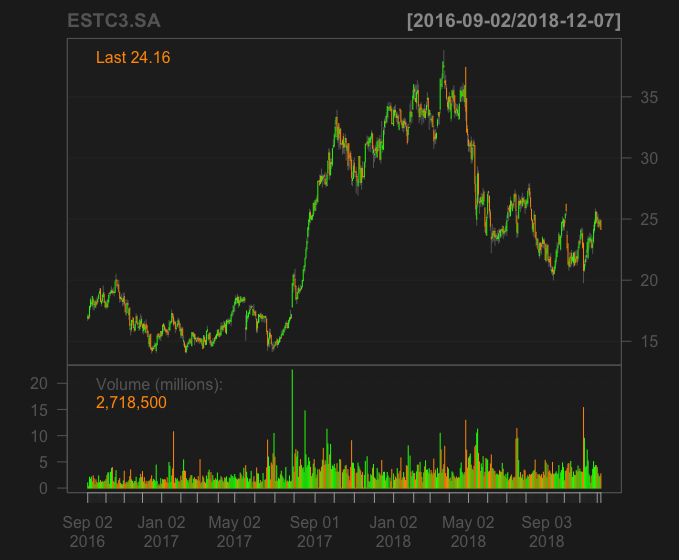 ESTC3.SA [2016-09-02/2018-12-07]
Last 24.16
35
30
25
20
15
Volume (millions):
2,718,500
20
15
10
5
0
Sep 02 Jan 02 May 02 Sep 01 Jan 02 May 02 Sep 03
2016 2017 2017 2017 2018 2018 2018